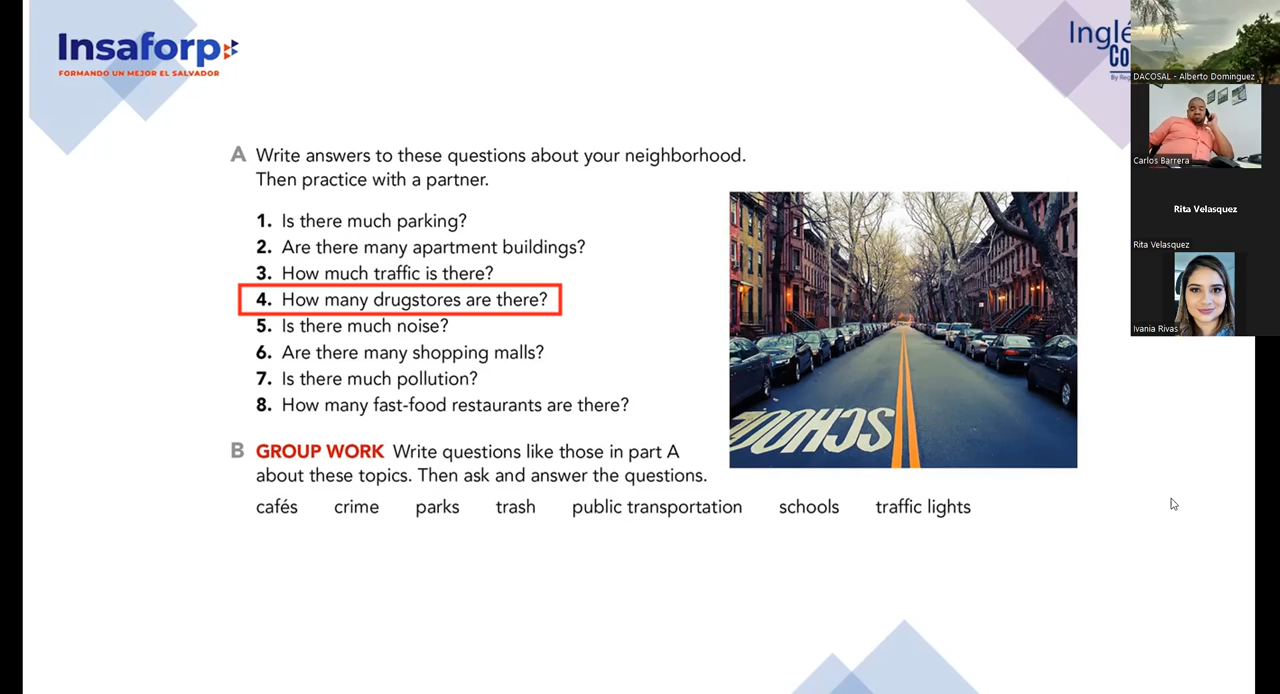 Insaforp
FORMANDO UN MEJOR EL SALVADOR
Inglé
CO
By Reg
DACOSAL - Alberto Dominguez
Carlos Barrera
Rita Velasquez
Rita Velasquez
Ivania Rivas
A Write answers to these questions about your neighborhood.
Then practice with a partner.
1. Is there much parking?
2. Are there many apartment buildings?
3. How much traffic is there?
4. How many drugstores are there?
5. Is there much noise?
6. Are there many shopping malls?
7. Is there much pollution?
8. How many fast-food restaurants are there?
SCHOOL
B GROUP WORK Write questions like those in part A
about these topics. Then ask and answer the questions.
cafés crime parks trash public transportation schools traffic lights